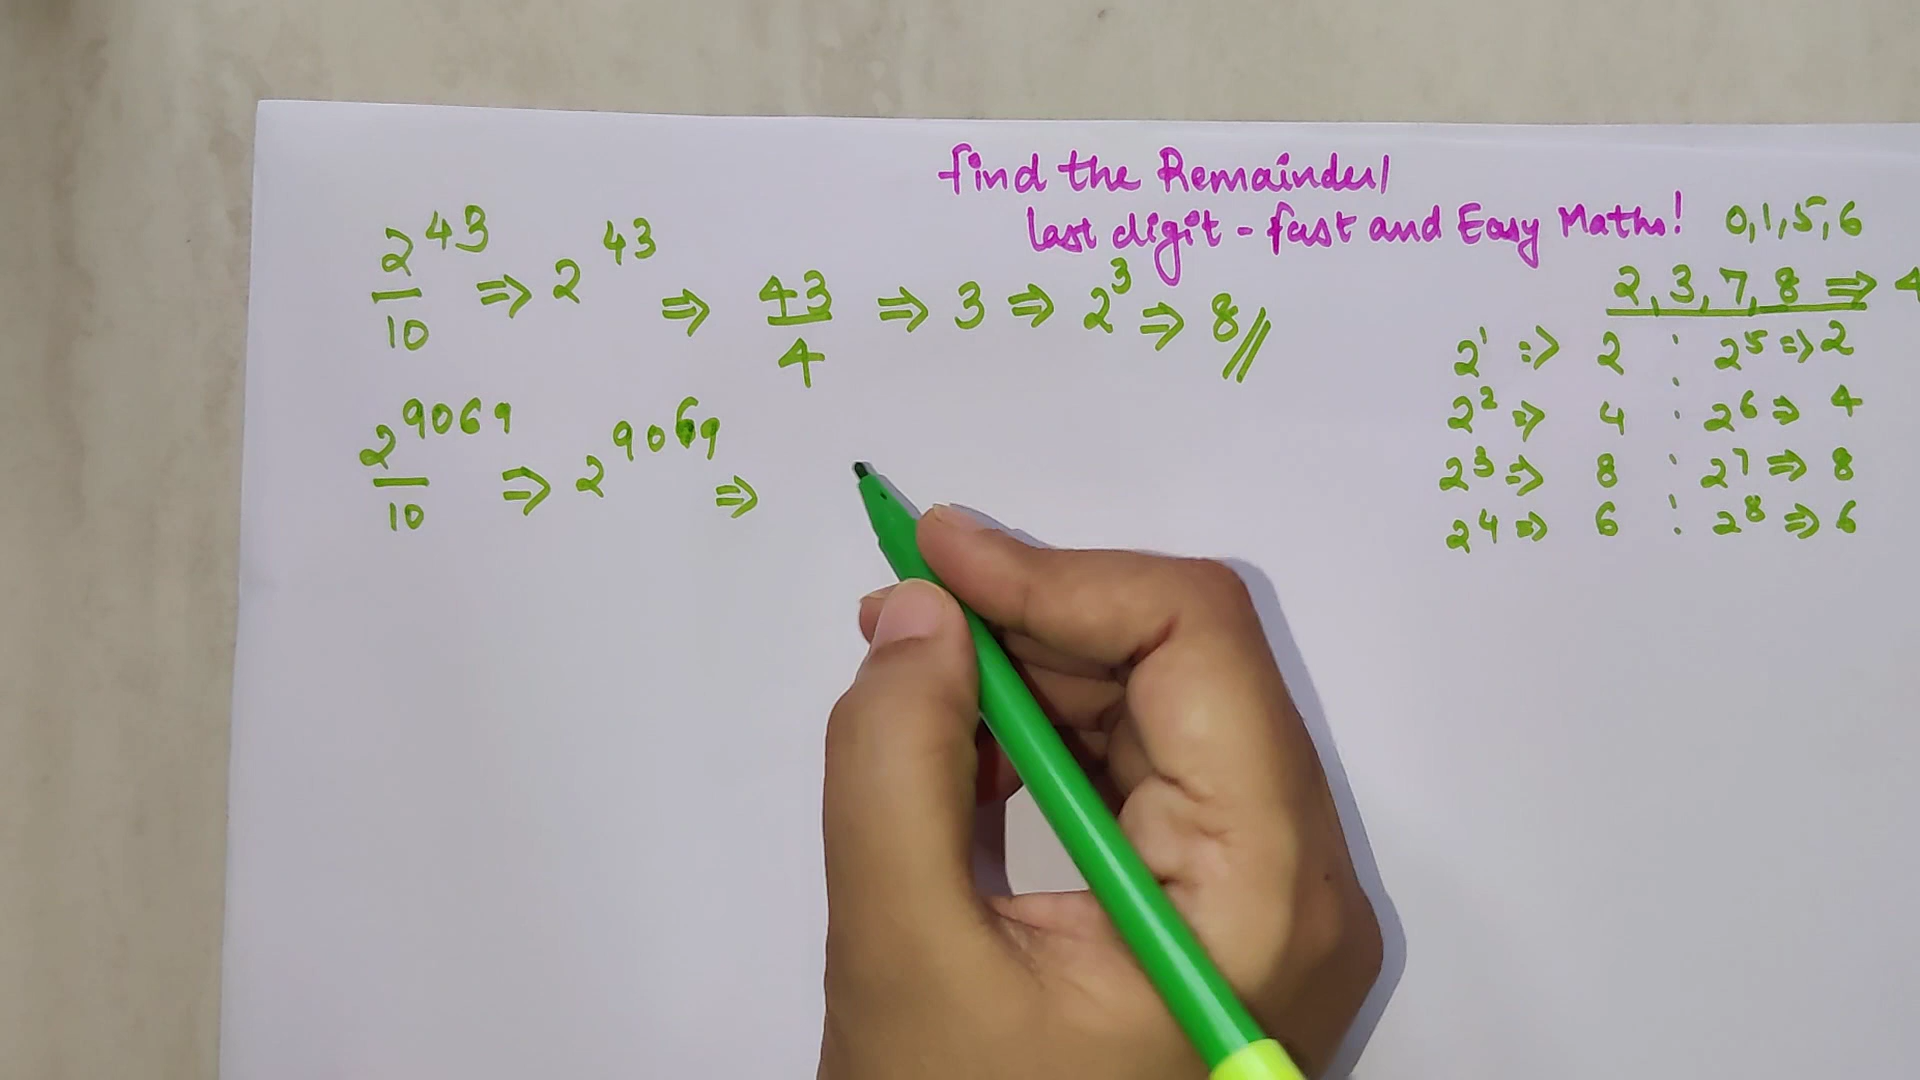 find the Remainder/
last digit - fast and Easy Maths!
0,1,5,6
2,3,7,8 ⇒ 4
2^43/10 ⇒ 2^43 ⇒ 43/4 ⇒ 3 ⇒ 2^3 ⇒ 8//
2^9069/10 ⇒ 2^9069 ⇒
2^1 ⇒ 2 : 2^5 ⇒ 2
2^2 ⇒ 4 : 2^6 ⇒ 4
2^3 ⇒ 8 : 2^7 ⇒ 8
2^4 ⇒ 6 : 2^8 ⇒ 6